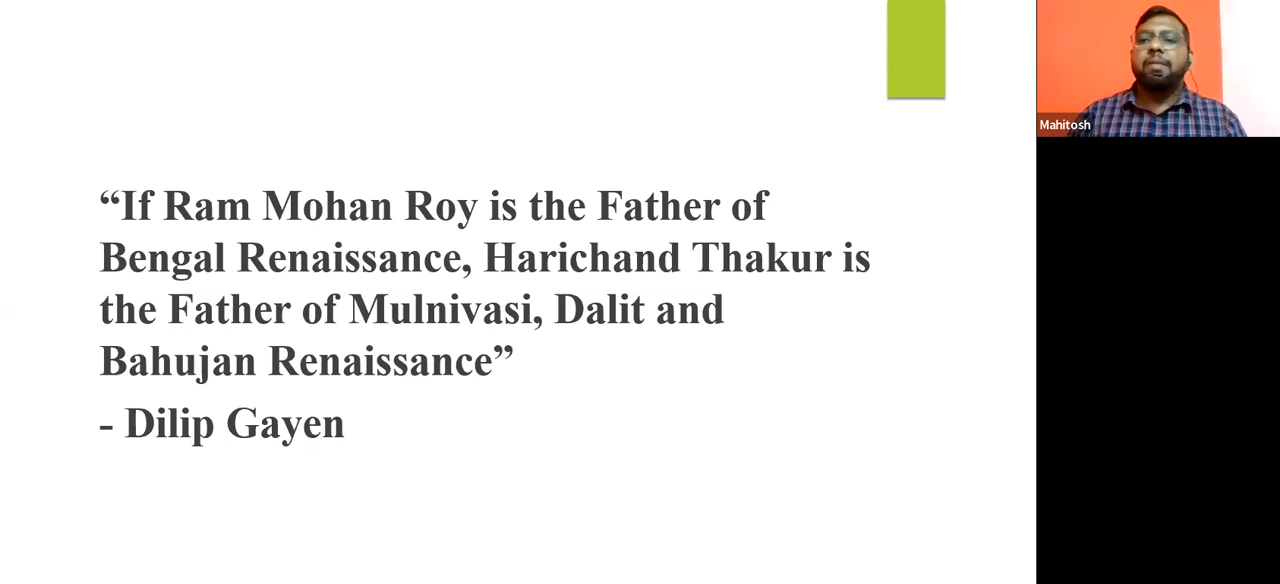 “If Ram Mohan Roy is the Father of
Bengal Renaissance, Harichand Thakur is
the Father of Mulnivasi, Dalit and
Bahujan Renaissance”
- Dilip Gayen
Mahitosh